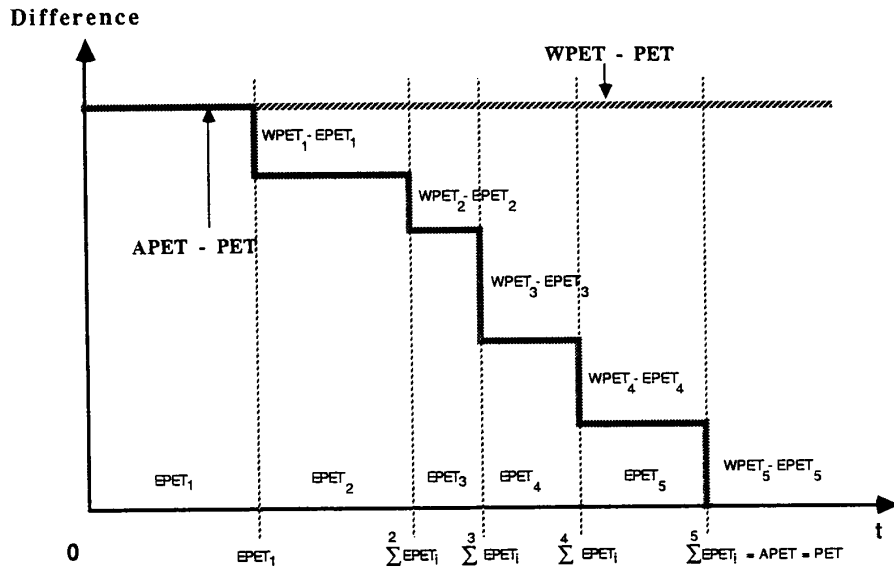 Difference
WPET - PET
WPET₁ - EPET₁
WPET₂ - EPET₂
APET - PET
WPET₃ - EPET₃
WPET₄ - EPET₄
WPET₅ - EPET₅
EPET₁ EPET₂ EPET₃ EPET₄ EPET₅
t
0 EPET₁ 2 ∑ EPETᵢ 3 ∑ EPETᵢ 4 ∑ EPETᵢ 5 ∑ EPETᵢ = APET = PET